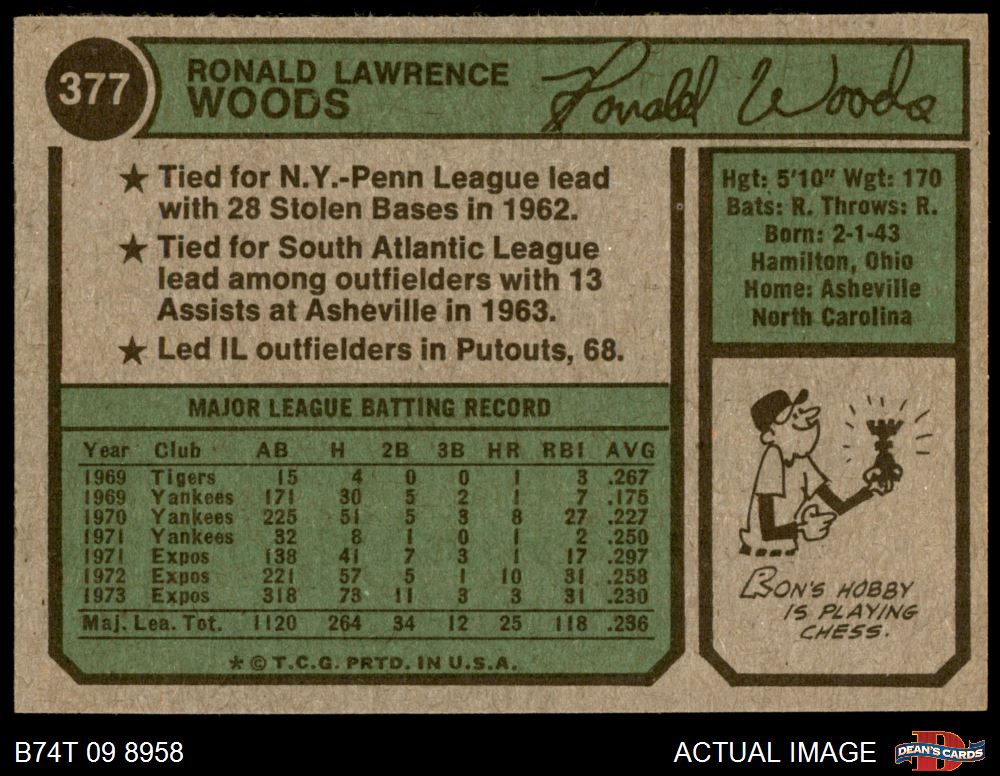 377
RONALD LAWRENCE
WOODS
Ronald Woods
★ Tied for N.Y.-Penn League lead
with 28 Stolen Bases in 1962.
★ Tied for South Atlantic League
lead among outfielders with 13
Assists at Asheville in 1963.
★ Led IL outfielders in Putouts, 68.
Hgt: 5'10" Wgt: 170
Bats: R. Throws: R.
Born: 2-1-43
Hamilton, Ohio
Home: Asheville
North Carolina
MAJOR LEAGUE BATTING RECORD
Year Club AB H 2B 3B HR RBI AVG
1969 Tigers 15 4 0 0 1 3 .267
1969 Yankees 171 30 5 2 1 7 .175
1970 Yankees 225 51 5 3 8 27 .227
1971 Yankees 32 8 1 0 1 2 .250
1971 Expos 138 41 7 3 1 17 .297
1972 Expos 221 57 5 1 10 31 .258
1973 Expos 318 73 11 3 3 31 .230
Maj. Lea. Tot. 1120 264 34 12 25 118 .236
★ © T.C.G. PRTD. IN U.S.A.
RON'S HOBBY
IS PLAYING
CHESS.
B74T 09 8958
ACTUAL IMAGE
DEAN'S CARDS